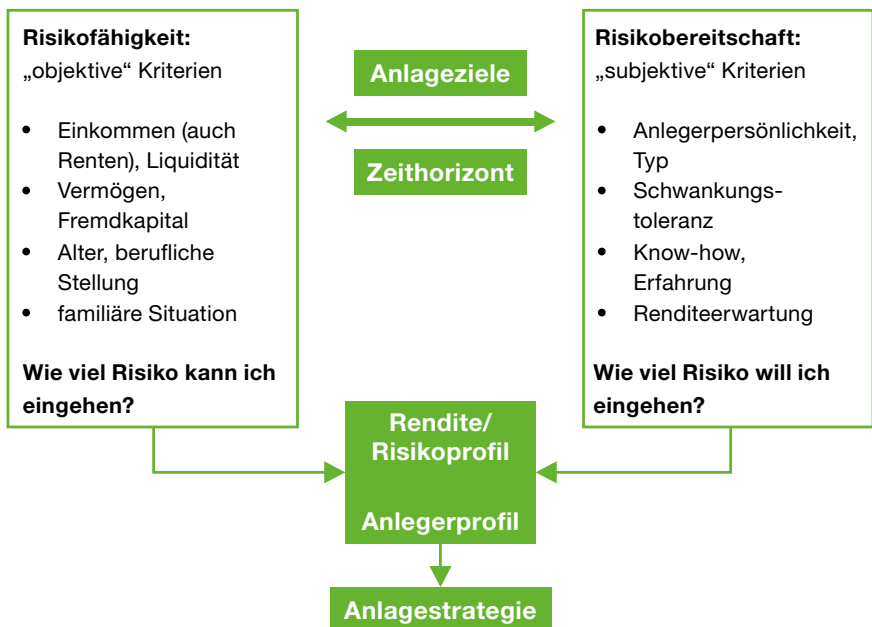 Risikofähigkeit:
„objektive“ Kriterien
• Einkommen (auch
Renten), Liquidität
• Vermögen,
Fremdkapital
• Alter, berufliche
Stellung
• familiäre Situation
Wie viel Risiko kann ich
eingehen?
Anlageziele
Zeithorizont
Risikobereitschaft:
„subjektive“ Kriterien
• Anlegerpersönlichkeit,
Typ
• Schwankungs-
toleranz
• Know-how,
Erfahrung
• Renditeerwartung
Wie viel Risiko will ich
eingehen?
Rendite/
Risikoprofil
Anlegerprofil
Anlagestrategie